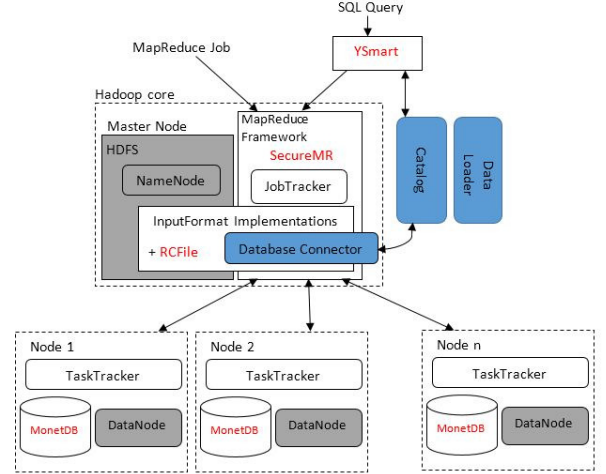 SQL Query
MapReduce Job
YSmart
Hadoop core
Master Node
MapReduce
Framework
HDFS
SecureMR
NameNode
JobTracker
Catalog
Data
Loader
InputFormat Implementations
+ RCFile
Database Connector
Node 1
TaskTracker
MonetDB
DataNode
Node 2
TaskTracker
MonetDB
DataNode
Node n
TaskTracker
MonetDB
DataNode